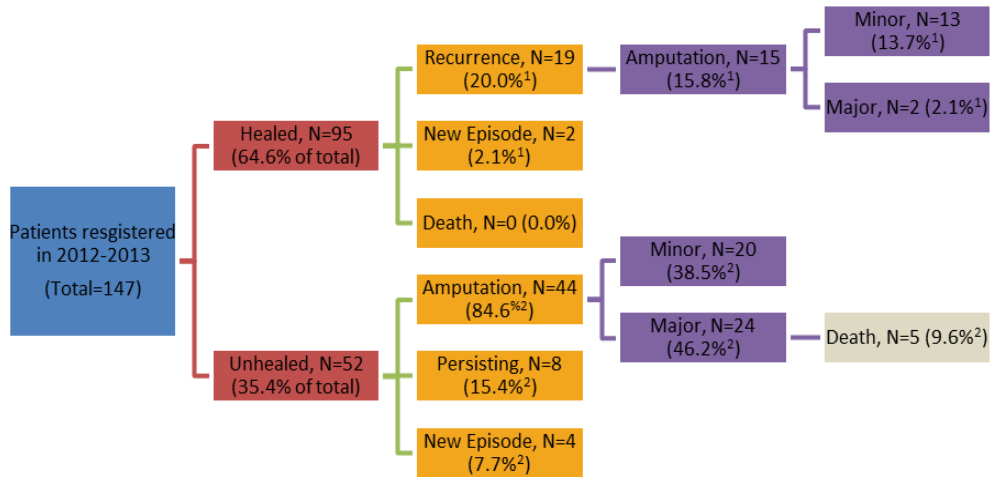 Patients resgistered
in 2012-2013
(Total=147)
Healed, N=95
(64.6% of total)
Unhealed, N=52
(35.4% of total)
Recurrence, N=19
(20.0%¹)
New Episode, N=2
(2.1%¹)
Death, N=0 (0.0%)
Amputation, N=44
(84.6%²)
Persisting, N=8
(15.4%²)
New Episode, N=4
(7.7%²)
Amputation, N=15
(15.8%¹)
Minor, N=20
(38.5%²)
Major, N=24
(46.2%²)
Minor, N=13
(13.7%¹)
Major, N=2 (2.1%¹)
Death, N=5 (9.6%²)